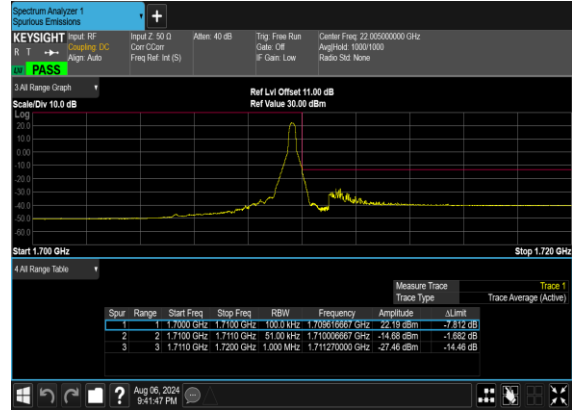 Spectrum Analyzer 1
Spurious Emissions
KEYSIGHT Input: RF Input Z: 50 Ω Atten: 40 dB Trig: Free Run Center Freq: 22.005000000 GHz
R T Coupling: DC Corr CCorr Gate: Off Avg|Hold: 1000/1000
Align: Auto Freq Ref: Int (S) IF Gain: Low Radio Std: None
PASS
3 All Range Graph
Ref Lvl Offset 11.00 dB
Scale/Div 10.0 dB Ref Value 30.00 dBm
Log
20.0
10.0
0.00
-10.0
-20.0
-30.0
-40.0
-50.0
-60.0
Start 1.700 GHz Stop 1.720 GHz
4 All Range Table
Measure Trace Trace 1
Trace Type Trace Average (Active)
Spur Range Start Freq Stop Freq RBW Frequency Amplitude ΔLimit
1 1 1.7000 GHz 1.7100 GHz 100.0 kHz 1.709616667 GHz 22.19 dBm -7.812 dB
2 2 1.7100 GHz 1.7110 GHz 51.00 kHz 1.710006667 GHz -14.68 dBm -1.682 dB
3 3 1.7110 GHz 1.7200 GHz 1.000 MHz 1.711270000 GHz -27.46 dBm -14.46 dB
Aug 06, 2024
9:41:47 PM